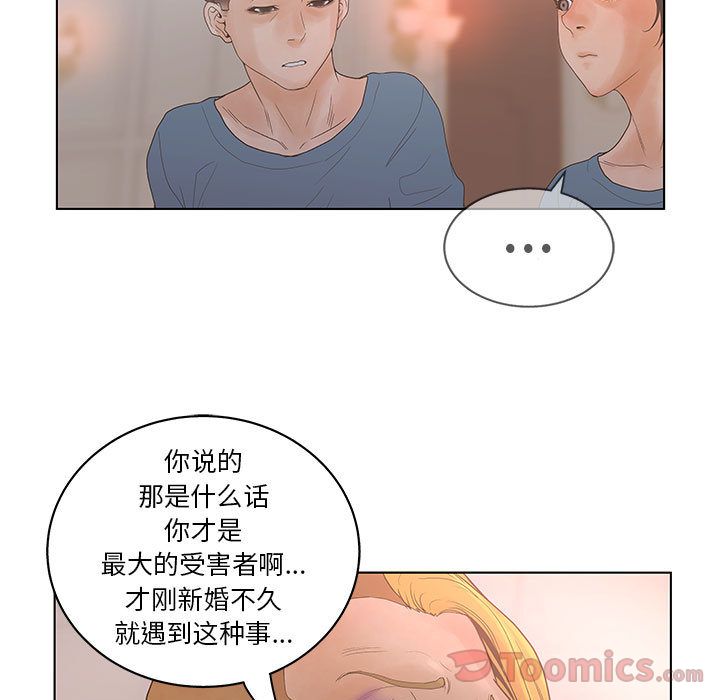 ...
你说的
那是什么话
你才是
最大的受害者啊...
才刚新婚不久
就遇到这种事...
Toomics.com